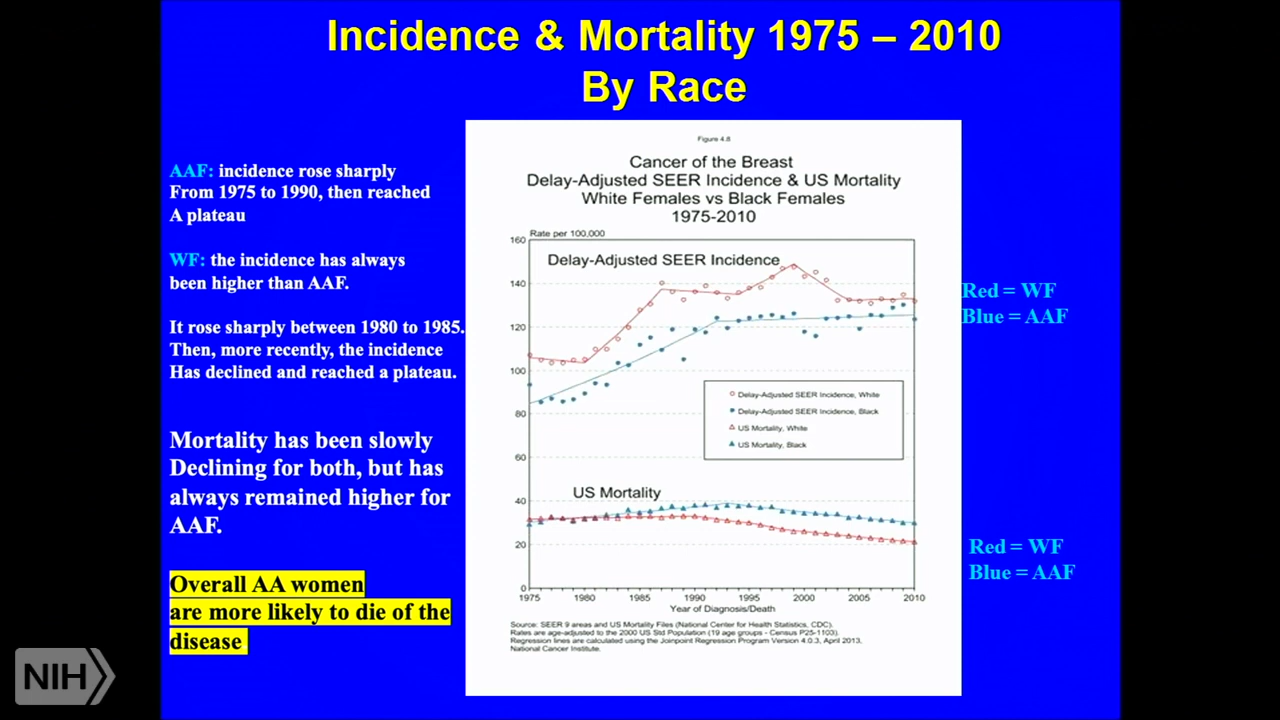 Incidence & Mortality 1975 – 2010
By Race
AAF: incidence rose sharply
From 1975 to 1990, then reached
A plateau
WF: the incidence has always
been higher than AAF.
It rose sharply between 1980 to 1985.
Then, more recently, the incidence
Has declined and reached a plateau.
Mortality has been slowly
Declining for both, but has
always remained higher for
AAF.
Overall AA women
are more likely to die of the
disease
Figure 4.8
Cancer of the Breast
Delay-Adjusted SEER Incidence & US Mortality
White Females vs Black Females
1975-2010
Rate per 100,000
160
Delay-Adjusted SEER Incidence
140
120
100
80
60
40
20
0
Delay-Adjusted SEER Incidence, White
Delay-Adjusted SEER Incidence, Black
US Mortality, White
US Mortality, Black
US Mortality
1975 1980 1985 1990 1995 2000 2005 2010
Year of Diagnosis/Death
Source: SEER 9 areas and US Mortality Files (National Center for Health Statistics, CDC).
Rates are age-adjusted to the 2000 US Std Population (19 age groups - Census P25-1103).
Regression lines are calculated using the Joinpoint Regression Program Version 4.0.3, April 2013,
National Cancer Institute.
Red = WF
Blue = AAF
Red = WF
Blue = AAF
NIH